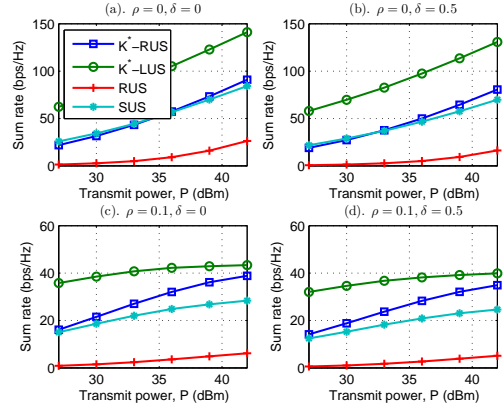 (a). ρ = 0, δ = 0
150
100
50
0
30
35
40
Sum rate (bps/Hz)
Transmit power, P (dBm)
K*-RUS
K*-LUS
RUS
SUS
(b). ρ = 0, δ = 0.5
150
100
50
0
30
35
40
Sum rate (bps/Hz)
Transmit power, P (dBm)
(c). ρ = 0.1, δ = 0
60
40
20
0
30
35
40
Sum rate (bps/Hz)
Transmit power, P (dBm)
(d). ρ = 0.1, δ = 0.5
60
40
20
0
30
35
40
Sum rate (bps/Hz)
Transmit power, P (dBm)